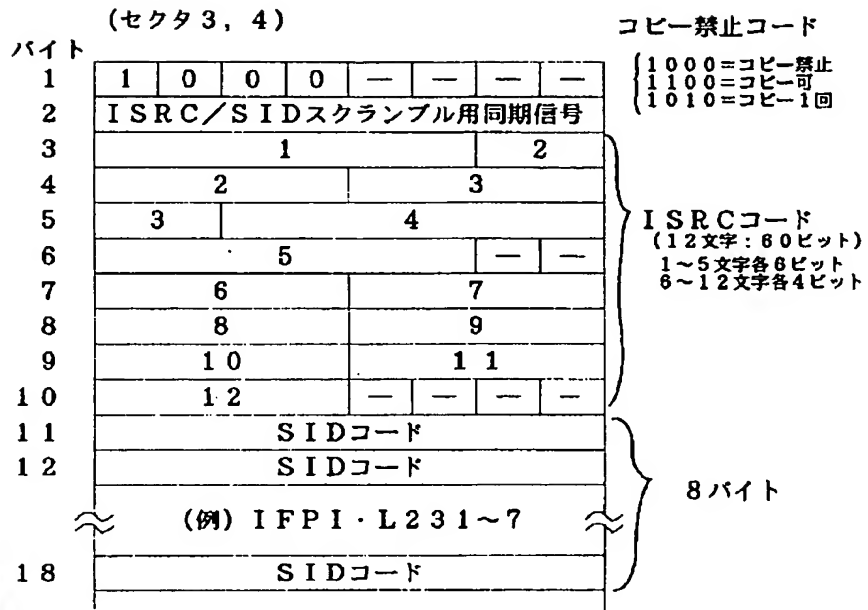 (セクタ3，4)
コピー禁止コード
1000=コピー禁止
1100=コピー可
1010=コピー1回
バイト
1 1 0 0 0 — — — —
2 ISRC／SIDスクランブル用同期信号
3 1 2
4 2 3
5 3 4
6 5 — —
7 6 7
8 8 9
9 10 11
10 12 — — — —
ISRCコード
(12文字：60ビット)
1～5文字各6ビット
6～12文字各4ビット
11 SIDコード
12 SIDコード
(例) IFPI・L231～7
18 SIDコード
8バイト